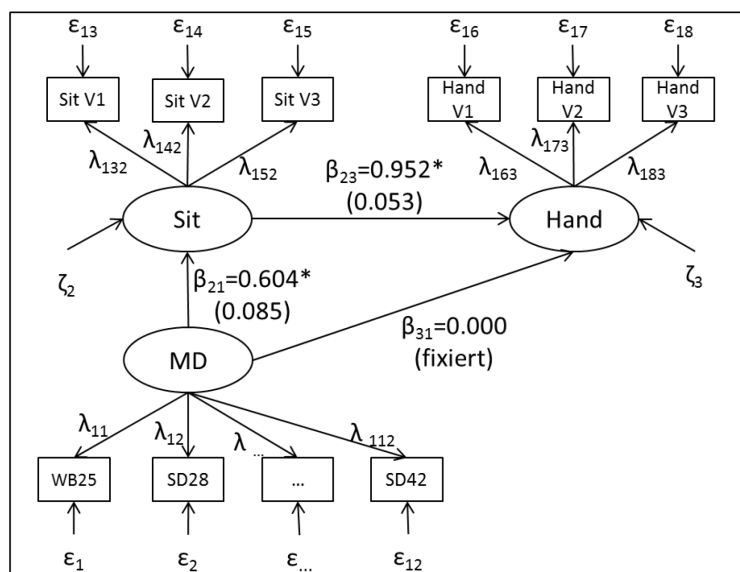 ε13 ε14 ε15 ε16 ε17 ε18
Sit V1 Sit V2 Sit V3 Hand V1 Hand V2 Hand V3
λ132 λ142 λ152 λ163 λ173 λ183
β23=0.952*
(0.053)
Sit Hand
ζ2 ζ3
β21=0.604*
(0.085)
β31=0.000
(fixiert)
MD
λ11 λ12 λ... λ112
WB25 SD28 ... SD42
ε1 ε2 ε... ε12